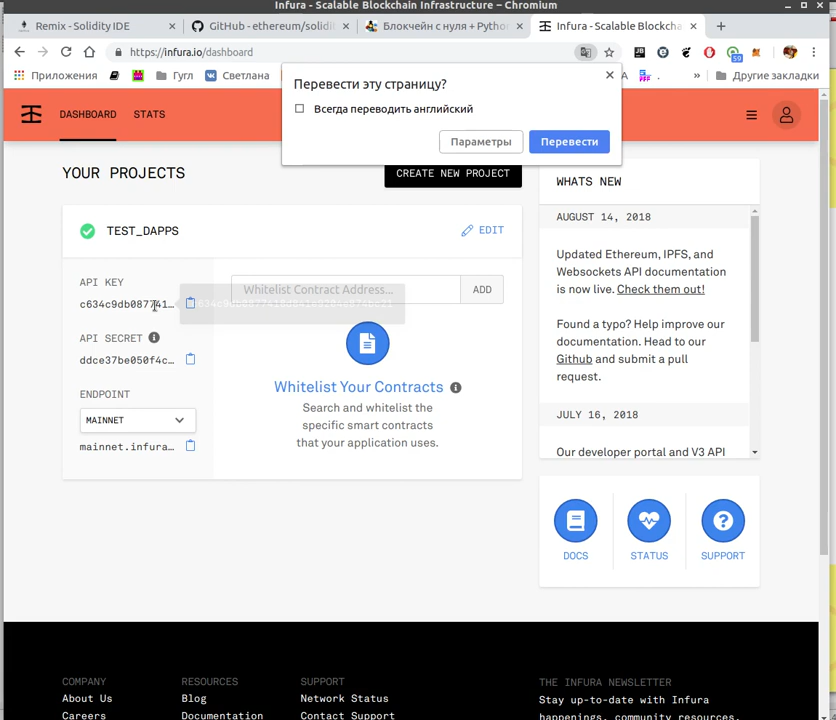 Infura - Scalable Blockchain Infrastructure – Chromium
Remix - Solidity IDE
GitHub - ethereum/solidi
Блокчейн с нуля + Python
Infura - Scalable Blockcha
https://infura.io/dashboard
Приложения
Гугл
Светлана
Другие закладки
Перевести эту страницу?
Всегда переводить английский
Параметры
Перевести
DASHBOARD
STATS
YOUR PROJECTS
CREATE NEW PROJECT
TEST_DAPPS
EDIT
API KEY
c634c9db087741…
Whitelist Contract Address...
ADD
API SECRET
ddce37be050f4c…
ENDPOINT
MAINNET
mainnet.infura…
Whitelist Your Contracts
Search and whitelist the
specific smart contracts
that your application uses.
WHATS NEW
AUGUST 14, 2018
Updated Ethereum, IPFS, and
Websockets API documentation
is now live. Check them out!
Found a typo? Help improve our
documentation. Head to our
Github and submit a pull
request.
JULY 16, 2018
Our developer portal and V3 API
DOCS
STATUS
SUPPORT
COMPANY
About Us
Careers
RESOURCES
Blog
Documentation
SUPPORT
Network Status
Contact Support
THE INFURA NEWSLETTER
Stay up-to-date with Infura
happenings, community resources,